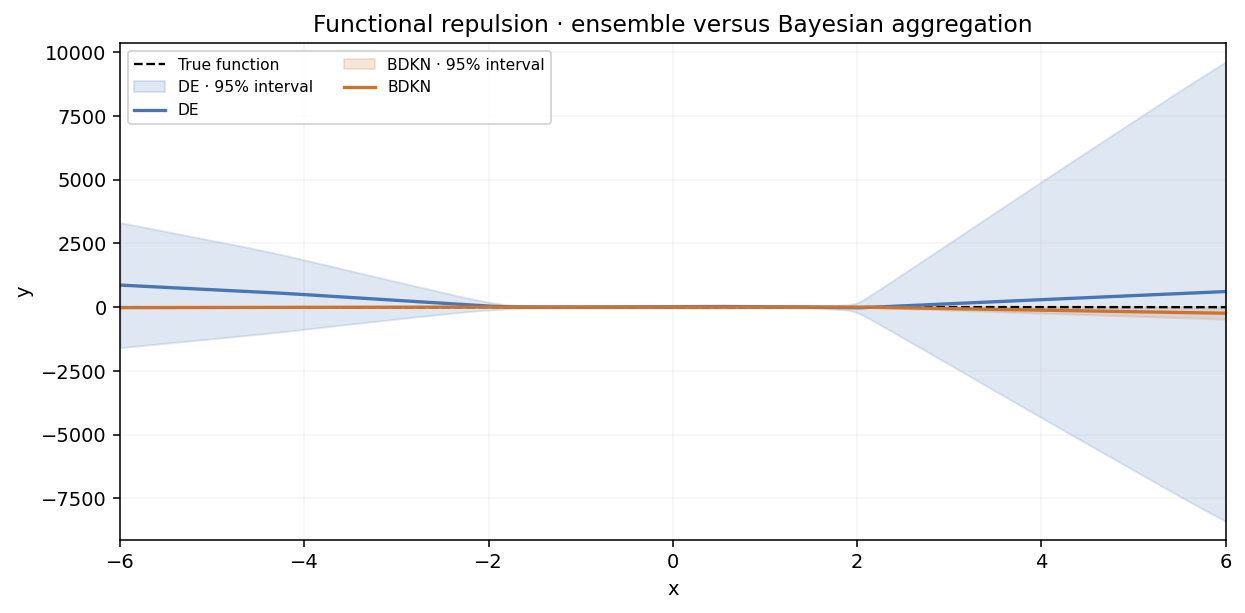 Functional repulsion · ensemble versus Bayesian aggregation
True function
DE · 95% interval
DE
BDKN · 95% interval
BDKN
10000
7500
5000
2500
0
−2500
−5000
−7500
y
−6 −4 −2 0 2 4 6
x